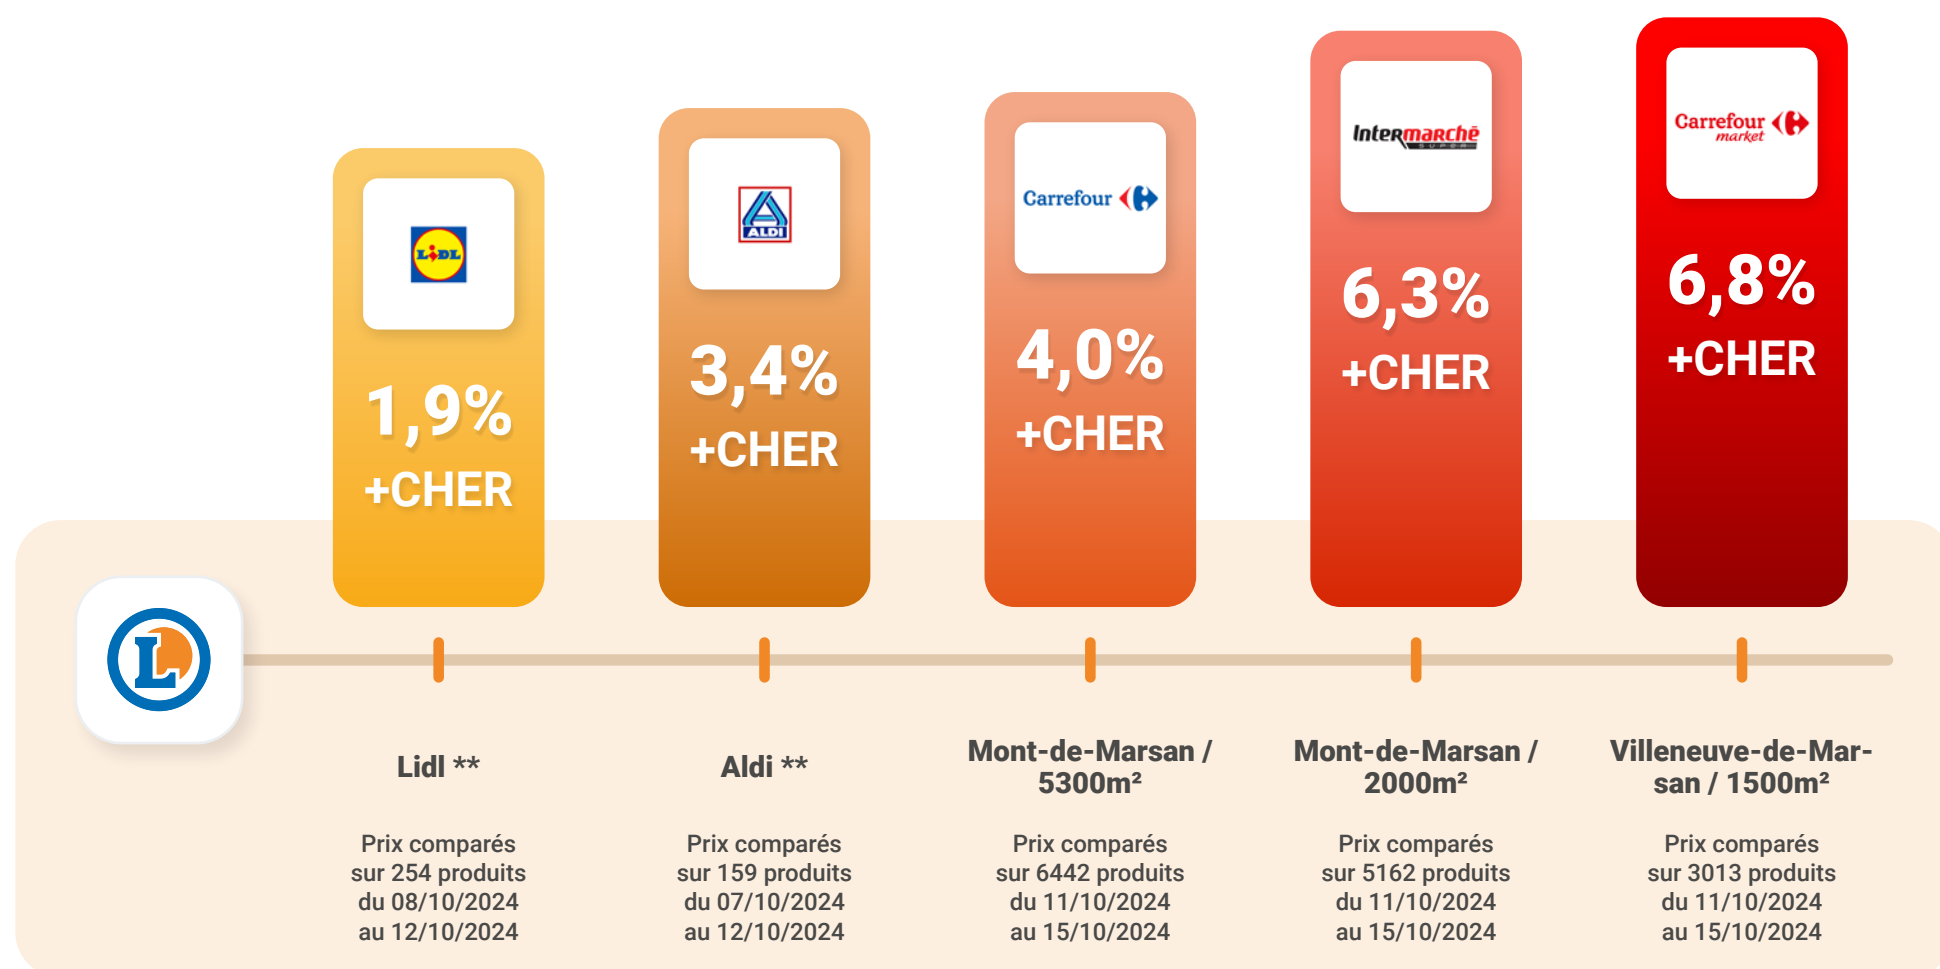 LIDL
1,9%
+CHER
ALDI
3,4%
+CHER
Carrefour
4,0%
+CHER
Intermarchē
SUPER
6,3%
+CHER
Carrefour
market
6,8%
+CHER
L
Lidl **
Prix comparés
sur 254 produits
du 08/10/2024
au 12/10/2024
Aldi **
Prix comparés
sur 159 produits
du 07/10/2024
au 12/10/2024
Mont-de-Marsan /
5300m²
Prix comparés
sur 6442 produits
du 11/10/2024
au 15/10/2024
Mont-de-Marsan /
2000m²
Prix comparés
sur 5162 produits
du 11/10/2024
au 15/10/2024
Villeneuve-de-Mar-
san / 1500m²
Prix comparés
sur 3013 produits
du 11/10/2024
au 15/10/2024